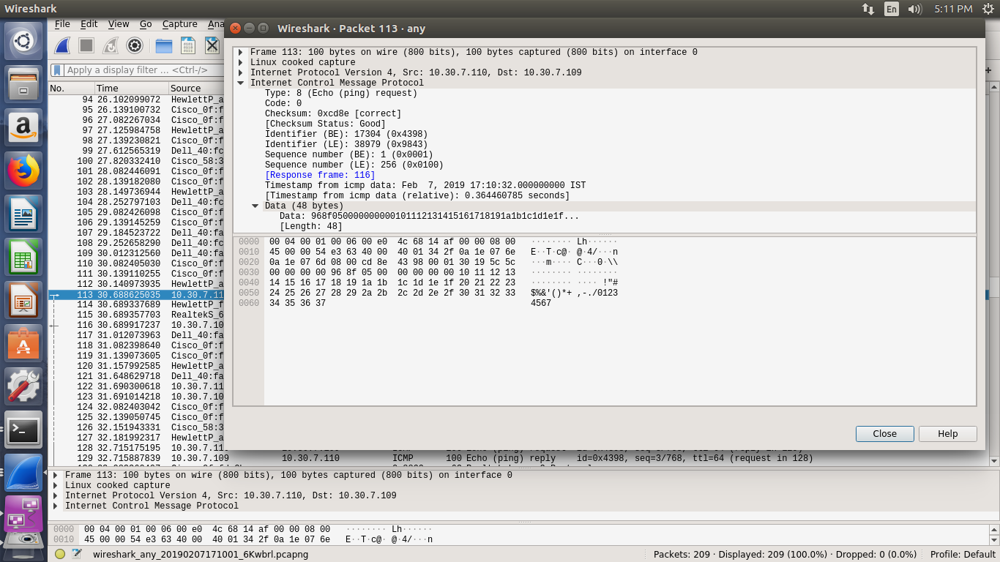 Wireshark
En
5:11 PM
File Edit View Go Capture Ana
Apply a display filter ... <Ctrl-/>
No. Time Source
94 26.102099072 HewlettP_a
95 26.139100732 Cisco_0f:f
96 27.082267034 Cisco_0f:f
97 27.125984758 HewlettP_a
98 27.139230821 Cisco_0f:f
99 27.612565319 Dell_40:fc
100 27.820332410 Cisco_58:3
101 28.082446091 Cisco_0f:f
102 28.139182080 Cisco_0f:f
103 28.149736944 HewlettP_a
104 28.252797103 Dell_40:fc
105 29.082426098 Cisco_0f:f
106 29.139145259 Cisco_0f:f
107 29.184523722 HewlettP_a
108 29.252658290 Dell_40:fc
109 30.012312560 Dell_40:fa
110 30.082405030 Cisco_0f:f
111 30.139110255 Cisco_0f:f
112 30.140973935 HewlettP_a
113 30.688625035 10.30.7.11
114 30.689337689 HewlettP_f
115 30.689357703 RealtekS_6
116 30.689917237 10.30.7.10
117 31.012073963 Dell_40:fa
118 31.082398640 Cisco_0f:f
119 31.139073605 Cisco_0f:f
120 31.157992585 HewlettP_a
121 31.648629718 Dell_40:fa
122 31.690300618 10.30.7.11
123 31.691014218 10.30.7.10
124 32.082403042 Cisco_0f:f
125 32.139050745 Cisco_0f:f
126 32.151943331 Cisco_58:3
127 32.181992317 HewlettP_a
128 32.715175195 10.30.7.110
129 32.715887839 10.30.7.109 10.30.7.110 ICMP 100 Echo (ping) reply id=0x4398, seq=3/768, ttl=64 (request in 128)
Wireshark · Packet 113 · any
Frame 113: 100 bytes on wire (800 bits), 100 bytes captured (800 bits) on interface 0
Linux cooked capture
Internet Protocol Version 4, Src: 10.30.7.110, Dst: 10.30.7.109
Internet Control Message Protocol
Type: 8 (Echo (ping) request)
Code: 0
Checksum: 0xcd8e [correct]
[Checksum Status: Good]
Identifier (BE): 17304 (0x4398)
Identifier (LE): 38979 (0x9843)
Sequence number (BE): 1 (0x0001)
Sequence number (LE): 256 (0x0100)
[Response frame: 116]
Timestamp from icmp data: Feb  7, 2019 17:10:32.000000000 IST
[Timestamp from icmp data (relative): 0.364460785 seconds]
Data (48 bytes)
Data: 968f050000000000101112131415161718191a1b1c1d1e1f...
[Length: 48]
0000 00 04 00 01 00 06 00 e0 4c 68 14 af 00 00 08 00 ········ Lh······
0010 45 00 00 54 e3 63 40 00 40 01 34 2f 0a 1e 07 6e E··T·c@· @·4/···n
0020 0a 1e 07 6d 08 00 cd 8e 43 98 00 01 30 19 5c 5c ···m···· C···0·\\
0030 00 00 00 00 96 8f 05 00 00 00 00 00 10 11 12 13 ········ ········
0040 14 15 16 17 18 19 1a 1b 1c 1d 1e 1f 20 21 22 23 ········ ···· !"#
0050 24 25 26 27 28 29 2a 2b 2c 2d 2e 2f 30 31 32 33 $%&'()*+ ,-./0123
0060 34 35 36 37 4567
Close Help
Frame 113: 100 bytes on wire (800 bits), 100 bytes captured (800 bits) on interface 0
Linux cooked capture
Internet Protocol Version 4, Src: 10.30.7.110, Dst: 10.30.7.109
Internet Control Message Protocol
0000 00 04 00 01 00 06 00 e0 4c 68 14 af 00 00 08 00 ········ Lh······
0010 45 00 00 54 e3 63 40 00 40 01 34 2f 0a 1e 07 6e E··T·c@· @·4/···n
wireshark_any_20190207171001_6Kwbrl.pcapng
Packets: 209 · Displayed: 209 (100.0%) · Dropped: 0 (0.0%)
Profile: Default